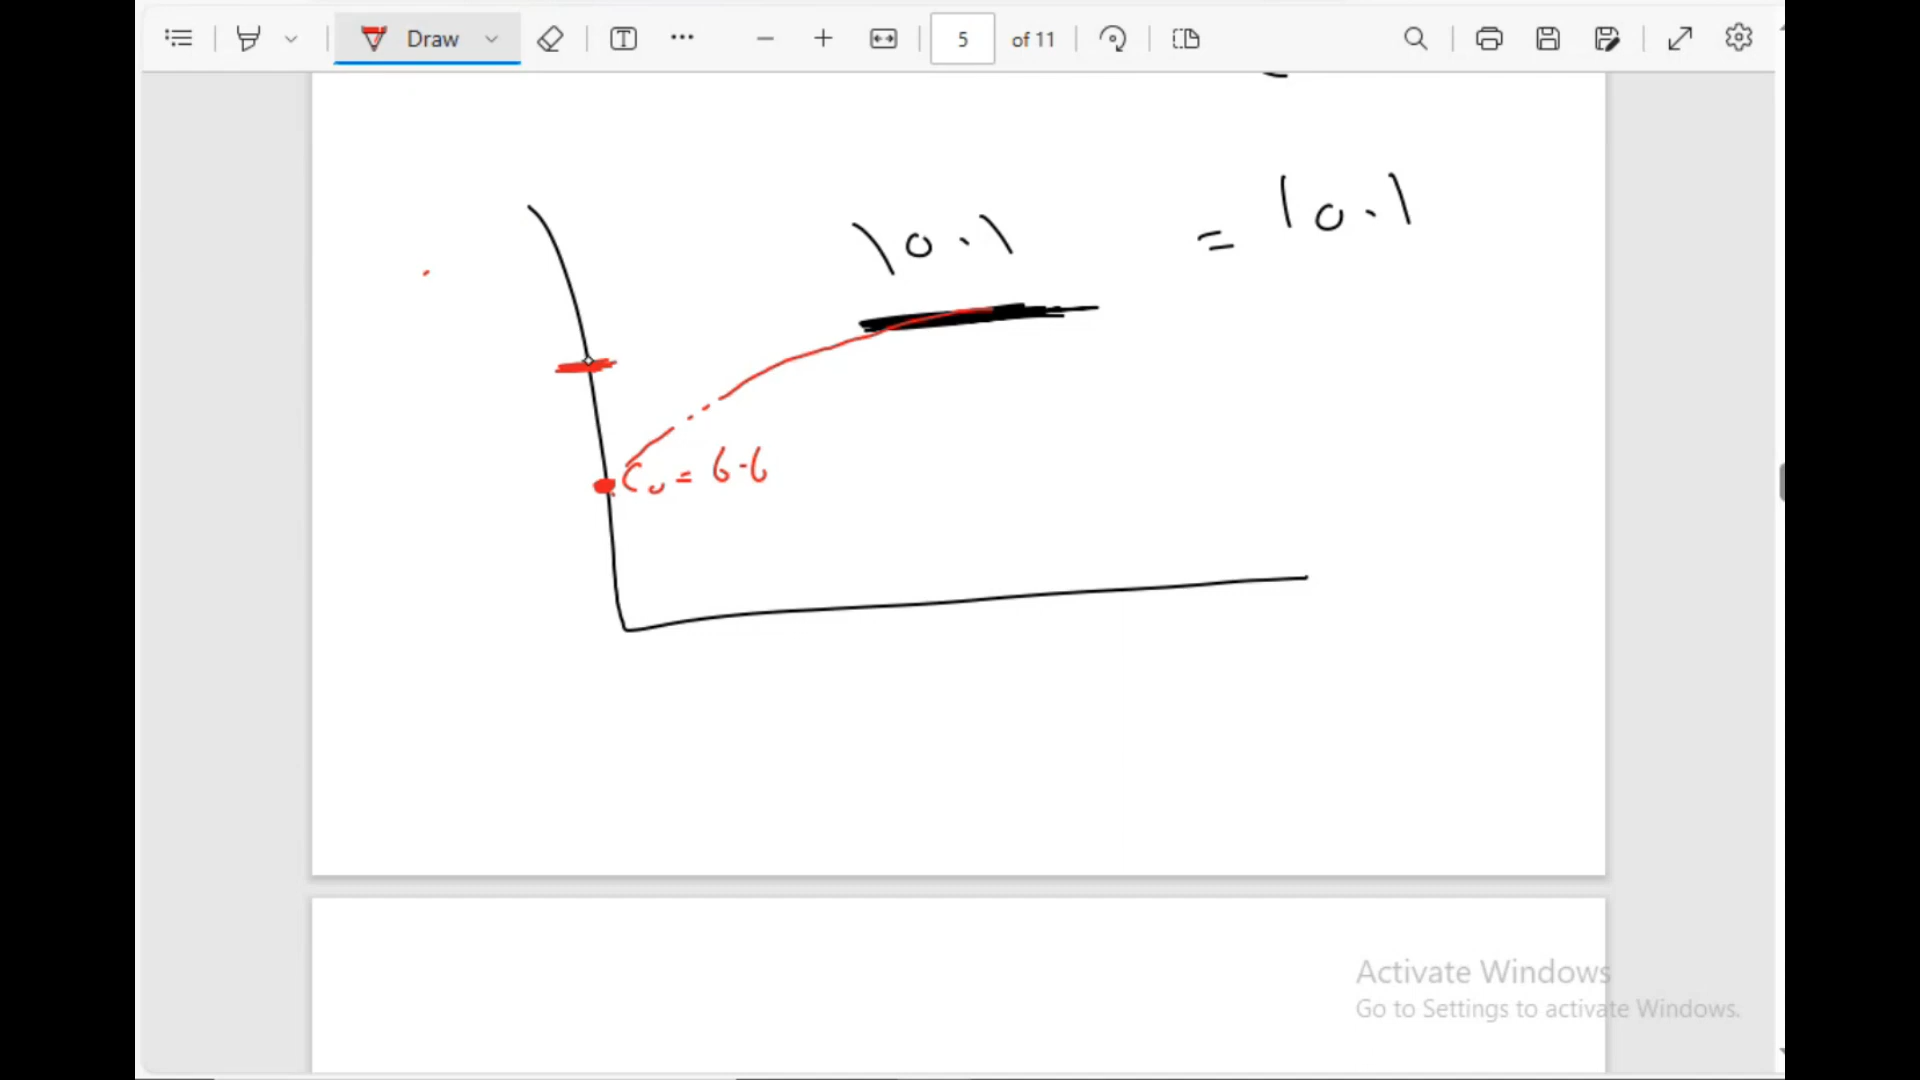 Draw
5 of 11
10.1 = 10.1
C₀ = 6.6
Activate Windows
Go to Settings to activate Windows.